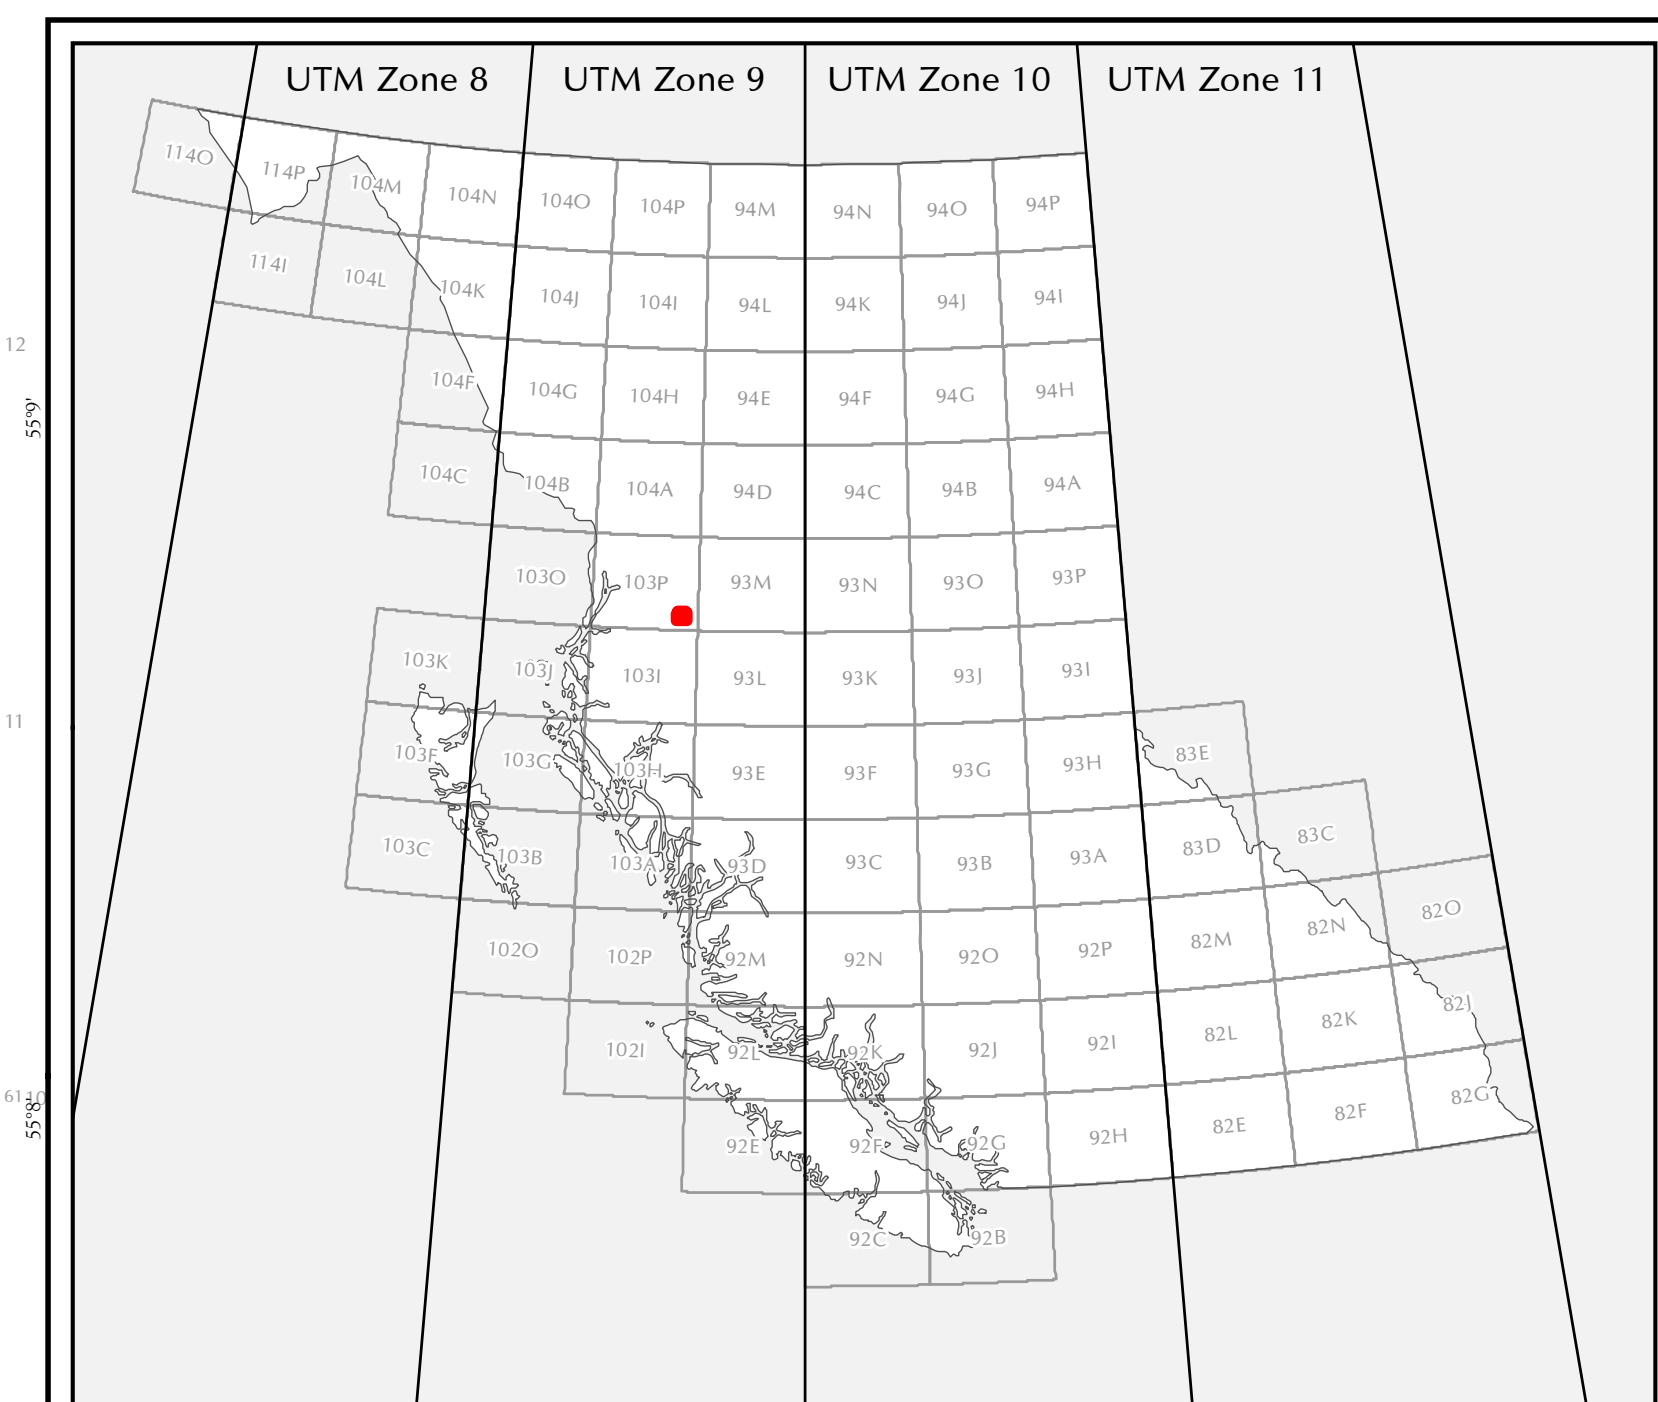 UTM Zone 8 UTM Zone 9 UTM Zone 10 UTM Zone 11
114O 114P 104M 104N 104O 104P 94M 94N 94O 94P
114I 104L 104K 104J 104I 94L 94K 94J 94I
12
104F 104G 104H 94E 94F 94G 94H
55°9'
104C 104B 104A 94D 94C 94B 94A
103O 103P 93M 93N 93O 93P
103K 103J 103I 93L 93K 93J 93I
11
103F 103G 103H 93E 93F 93G 93H 83E
103C 103B 103A 93D 93C 93B 93A 83D 83C
102O 102P 92M 92N 92O 92P 82M 82N 82O
102I 92L 92K 92J 92I 82L 82K 82J
6110
55°8'
92E 92F 92G 92H 82E 82F 82G
92C 92B